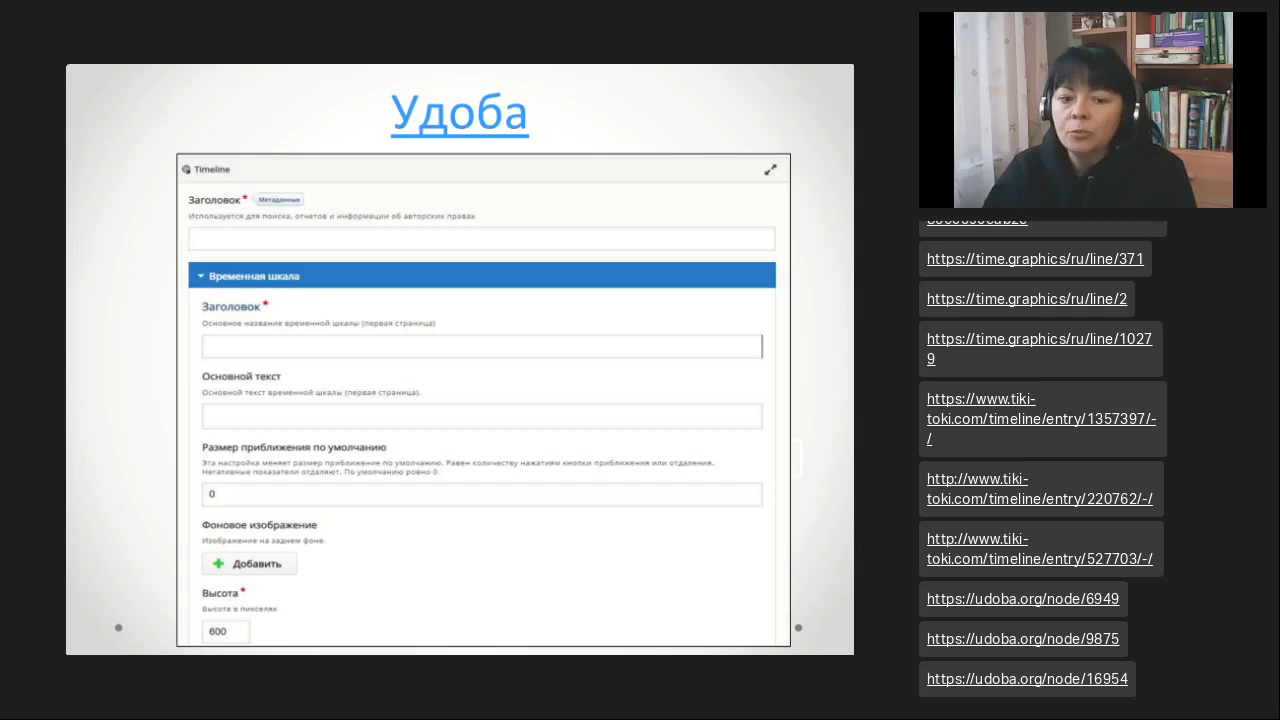 Удоба
Timeline
Заголовок* Метаданные
Используется для поиска, отчетов и информации об авторских правах
Временная шкала
Заголовок*
Основное название временной шкалы (первая страница)
Основной текст
Основной текст временной шкалы (первая страница).
Размер приближения по умолчанию
Эта настройка меняет размер приближение по умолчанию. Равен количеству нажатиям кнопки приближения или отдаления.
Негативные показатели отдаляют. По умолчанию ровно 0
0
Фоновое изображение
Изображение на заднем фоне.
Добавить
Высота*
Высота в пикселях
600
https://time.graphics/ru/line/371
https://time.graphics/ru/line/2
https://time.graphics/ru/line/1027
9
https://www.tiki-
toki.com/timeline/entry/1357397/-
/
http://www.tiki-
toki.com/timeline/entry/220762/-/
http://www.tiki-
toki.com/timeline/entry/527703/-/
https://udoba.org/node/6949
https://udoba.org/node/9875
https://udoba.org/node/16954